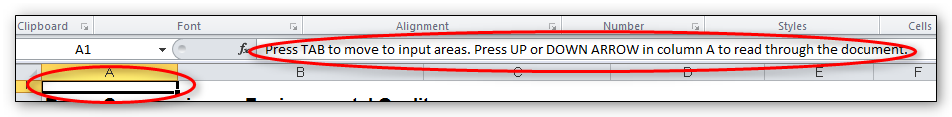 Clipboard Font Alignment Number Styles Cells
A1 fx Press TAB to move to input areas. Press UP or DOWN ARROW in column A to read through the document.
A B C D E F